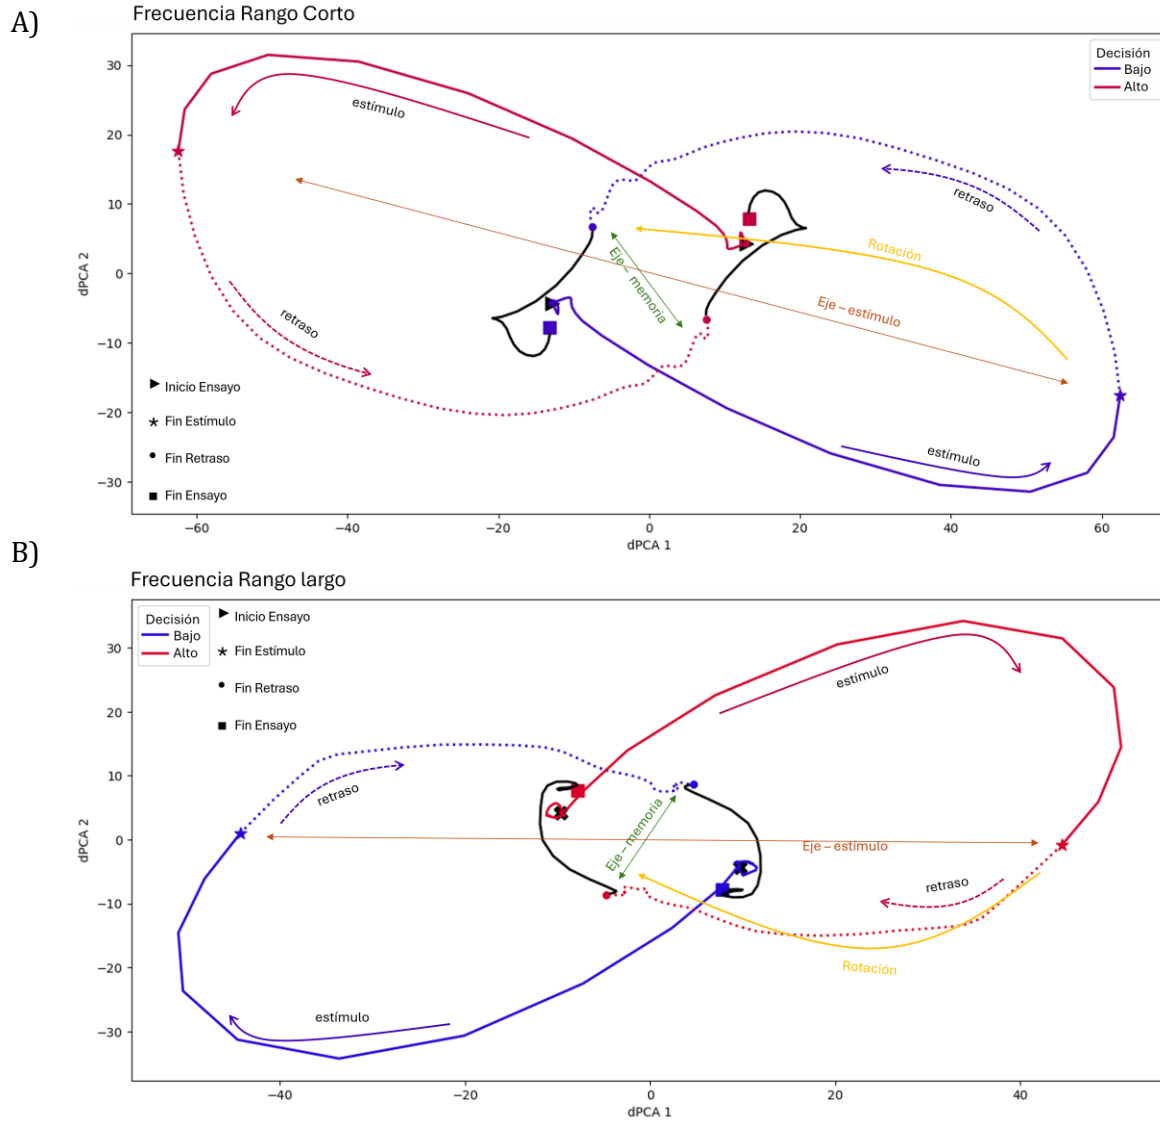 A)
Frecuencia Rango Corto
Decisión
Bajo
Alto
estímulo
retraso
Rotación
Eje – memoria
Eje – estímulo
retraso
estímulo
Inicio Ensayo
Fin Estímulo
Fin Retraso
Fin Ensayo
30
20
10
0
−10
−20
−30
dPCA 2
−60
−40
−20
0
20
40
60
dPCA 1
B)
Frecuencia Rango largo
Decisión
Bajo
Alto
Inicio Ensayo
Fin Estímulo
Fin Retraso
Fin Ensayo
estímulo
retraso
Eje – memoria
Eje – estímulo
retraso
Rotación
estímulo
30
20
10
0
−10
−20
−30
dPCA 2
−40
−20
0
20
40
dPCA 1